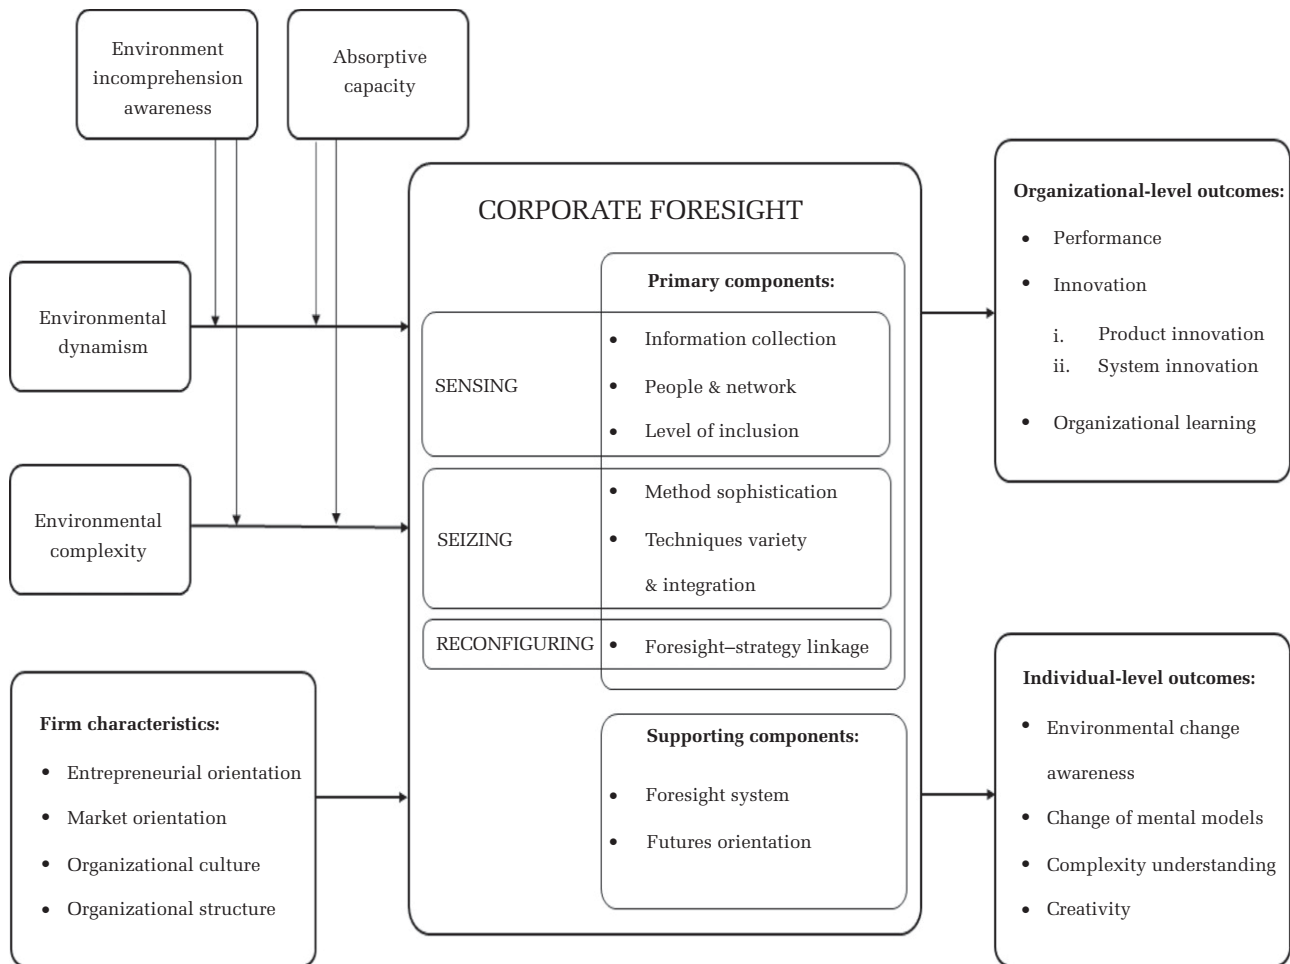 Environment
incomprehension
awareness
Absorptive
capacity
Environmental
dynamism
Environmental
complexity
Firm characteristics:
• Entrepreneurial orientation
• Market orientation
• Organizational culture
• Organizational structure
CORPORATE FORESIGHT
Primary components:
SENSING
• Information collection
• People & network
• Level of inclusion
SEIZING
• Method sophistication
• Techniques variety
& integration
RECONFIGURING
• Foresight–strategy linkage
Supporting components:
• Foresight system
• Futures orientation
Organizational-level outcomes:
• Performance
• Innovation
i. Product innovation
ii. System innovation
• Organizational learning
Individual-level outcomes:
• Environmental change
awareness
• Change of mental models
• Complexity understanding
• Creativity